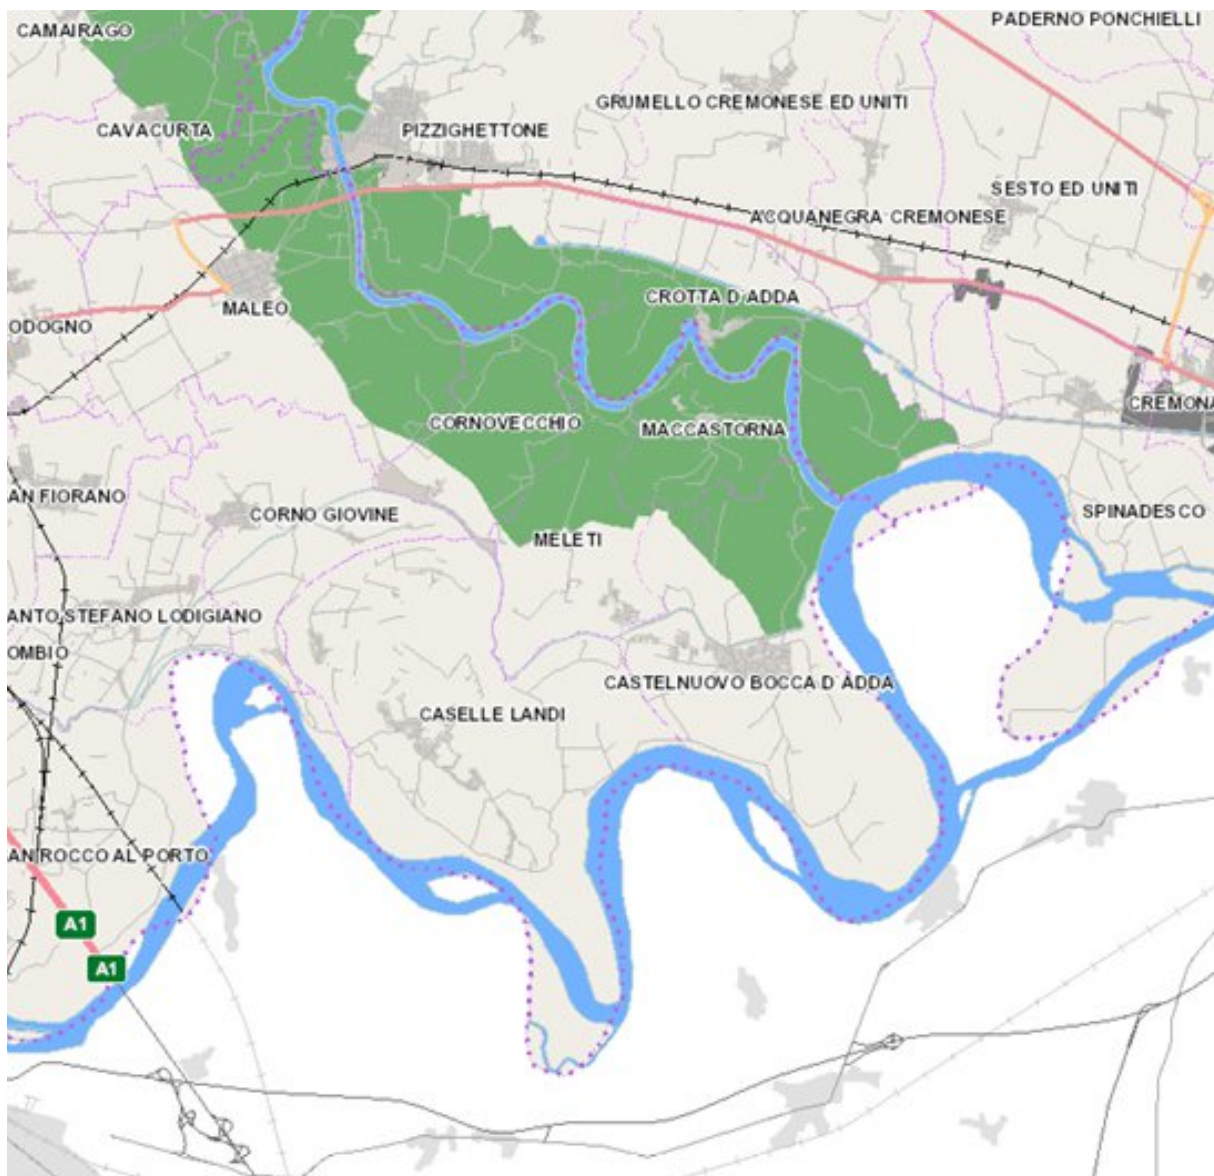 PADERNO PONCHIELLI
CAMAIRAGO
GRUMELLO CREMONESE ED UNITI
CAVACURTA
PIZZIGHETTONE
SESTO ED UNITI
ACQUANEGRA CREMONESE
CROTTA D'ADDA
MALEO
ODOGNO
CREMONA
CORNOVECCHIO
MACCASTORNA
AN FIORANO
SPINADESCO
CORNO GIOVINE
MELETI
ANTO STEFANO LODIGIANO
OMBIO
CASTELNUOVO BOCCA D'ADDA
CASELLE LANDI
AN ROCCO AL PORTO
A1
A1